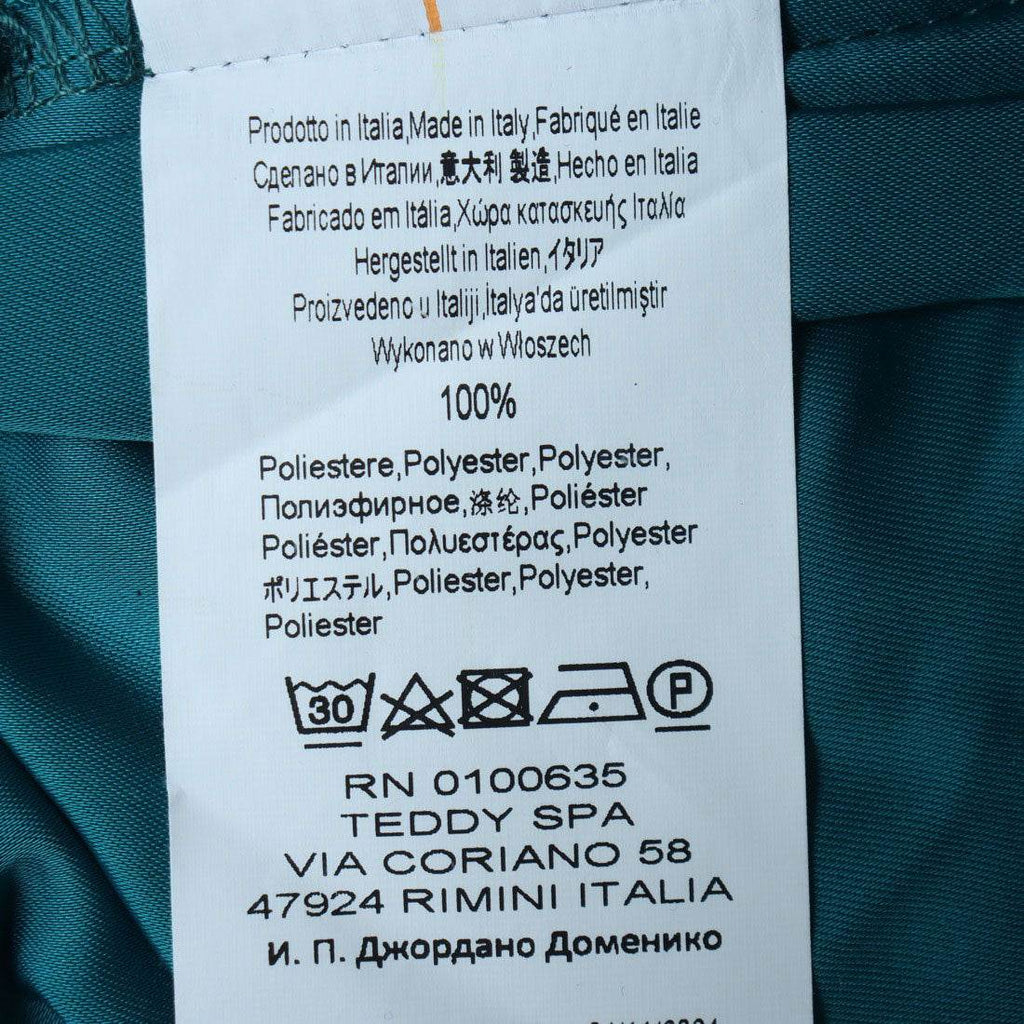 Prodotto in Italia,Made in Italy,Fabriqué en Italie
Сделано в Италии,意大利 製造,Hecho en Italia
Fabricado em Itália,Χώρα κατασκευής Ιταλία
Hergestellt in Italien,イタリア
Proizvedeno u Italiji,İtalya'da üretilmiştir
Wykonano w Włoszech
100%
Poliestere,Polyester,Polyester,
Полиэфирное,涤纶,Poliéster
Poliéster,Πολυεστέρας,Polyester
ポリエステル,Poliester,Polyester,
Poliester
30 P
RN 0100635
TEDDY SPA
VIA CORIANO 58
47924 RIMINI ITALIA
И. П. Джордано Доменико